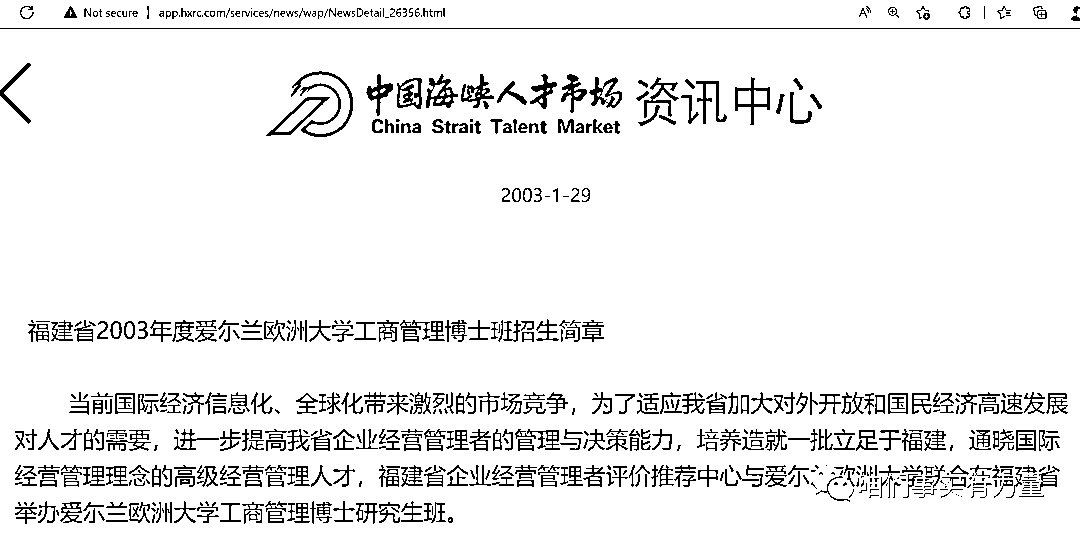 Not secure | app.hxrc.com/services/news/wap/NewsDetail_26356.html
中国海峡人才市场 资讯中心
China Strait Talent Market
2003-1-29
福建省2003年度爱尔兰欧洲大学工商管理博士班招生简章
当前国际经济信息化、全球化带来激烈的市场竞争，为了适应我省加大对外开放和国民经济高速发展
对人才的需要，进一步提高我省企业经营管理者的管理与决策能力，培养造就一批立足于福建，通晓国际
经营管理理念的高级经营管理人才，福建省企业经营管理者评价推荐中心与爱尔兰欧洲大学联合在福建省
举办爱尔兰欧洲大学工商管理博士研究生班。
咱们事实有力量